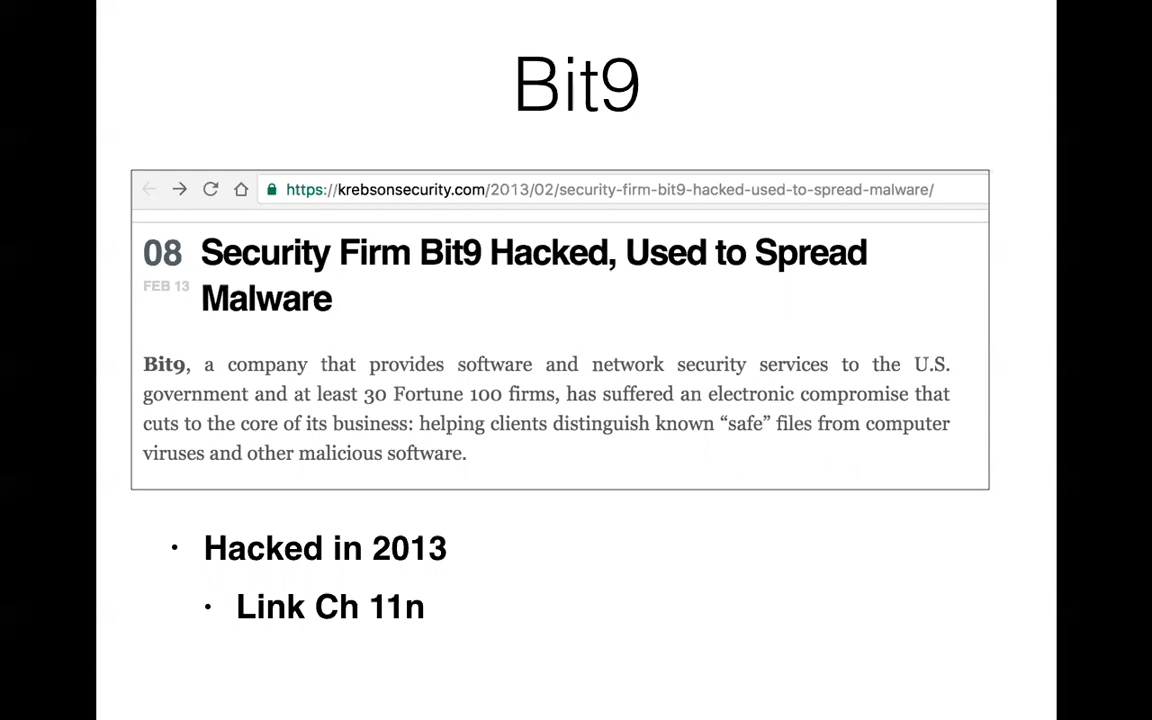 Bit9
https://krebsonsecurity.com/2013/02/security-firm-bit9-hacked-used-to-spread-malware/
08 Security Firm Bit9 Hacked, Used to Spread
FEB 13 Malware
Bit9, a company that provides software and network security services to the U.S.
government and at least 30 Fortune 100 firms, has suffered an electronic compromise that
cuts to the core of its business: helping clients distinguish known “safe” files from computer
viruses and other malicious software.
• Hacked in 2013
• Link Ch 11n